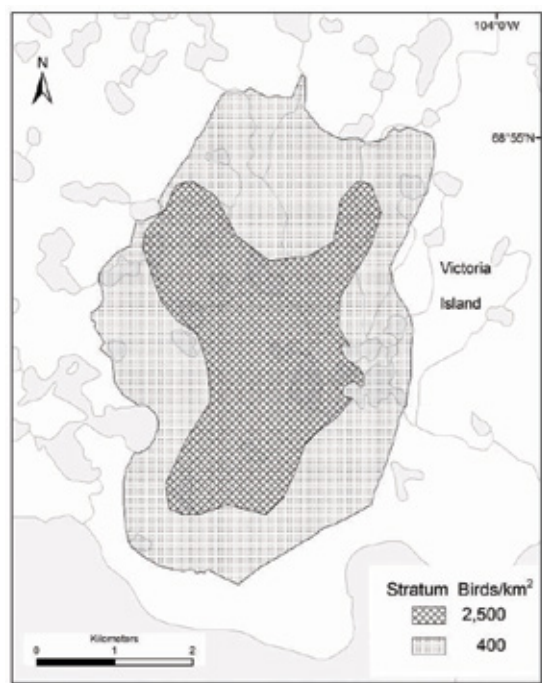 104°0'W
N
68°55'N
Victoria
Island
Stratum Birds/km²
2,500
400
Kilometers
0 1 2